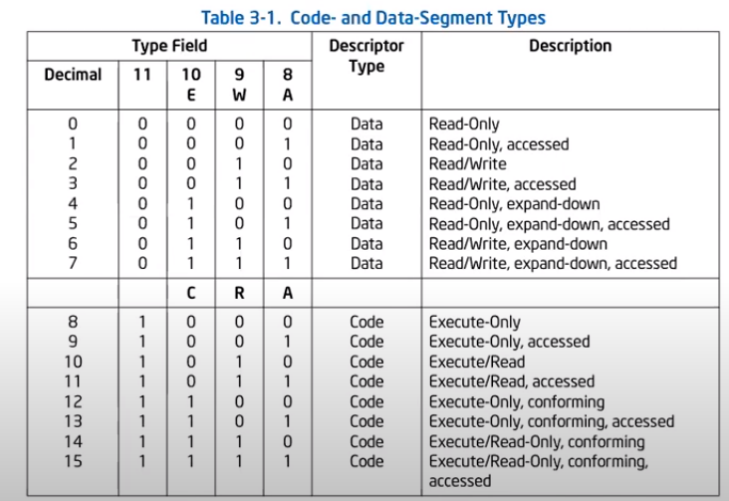 Table 3-1. Code- and Data-Segment Types
Type Field Descriptor Type Description
Decimal 11 10 9 8
E W A
0 0 0 0 0 Data Read-Only
1 0 0 0 1 Data Read-Only, accessed
2 0 0 1 0 Data Read/Write
3 0 0 1 1 Data Read/Write, accessed
4 0 1 0 0 Data Read-Only, expand-down
5 0 1 0 1 Data Read-Only, expand-down, accessed
6 0 1 1 0 Data Read/Write, expand-down
7 0 1 1 1 Data Read/Write, expand-down, accessed
C R A
8 1 0 0 0 Code Execute-Only
9 1 0 0 1 Code Execute-Only, accessed
10 1 0 1 0 Code Execute/Read
11 1 0 1 1 Code Execute/Read, accessed
12 1 1 0 0 Code Execute-Only, conforming
13 1 1 0 1 Code Execute-Only, conforming, accessed
14 1 1 1 0 Code Execute/Read-Only, conforming
15 1 1 1 1 Code Execute/Read-Only, conforming,
accessed